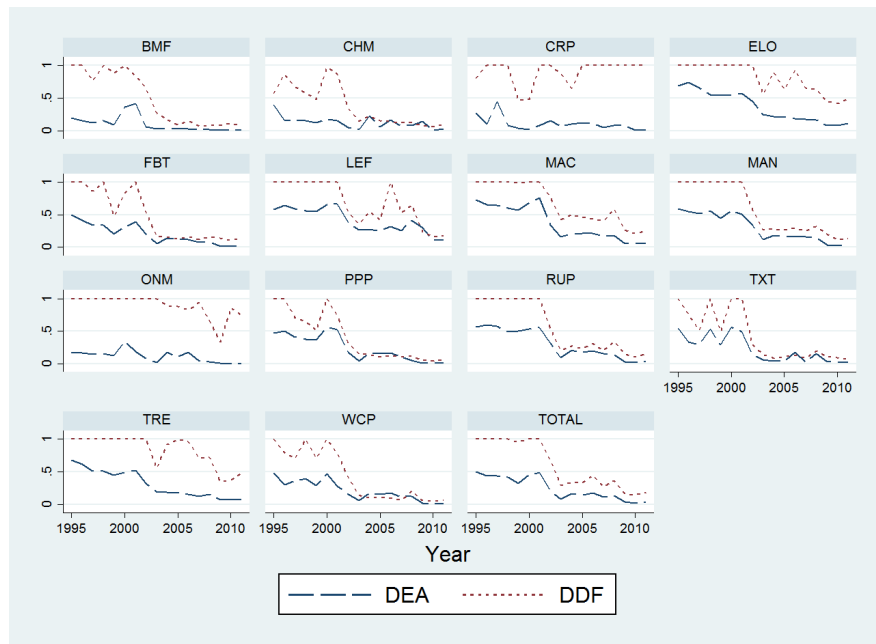 BMF CHM CRP ELO
1
.5
0
FBT LEF MAC MAN
1
.5
0
ONM PPP RUP TXT
1
.5
0
1995 2000 2005 2010
TRE WCP TOTAL
1
.5
0
1995 2000 2005 2010 1995 2000 2005 2010 1995 2000 2005 2010
Year
DEA DDF